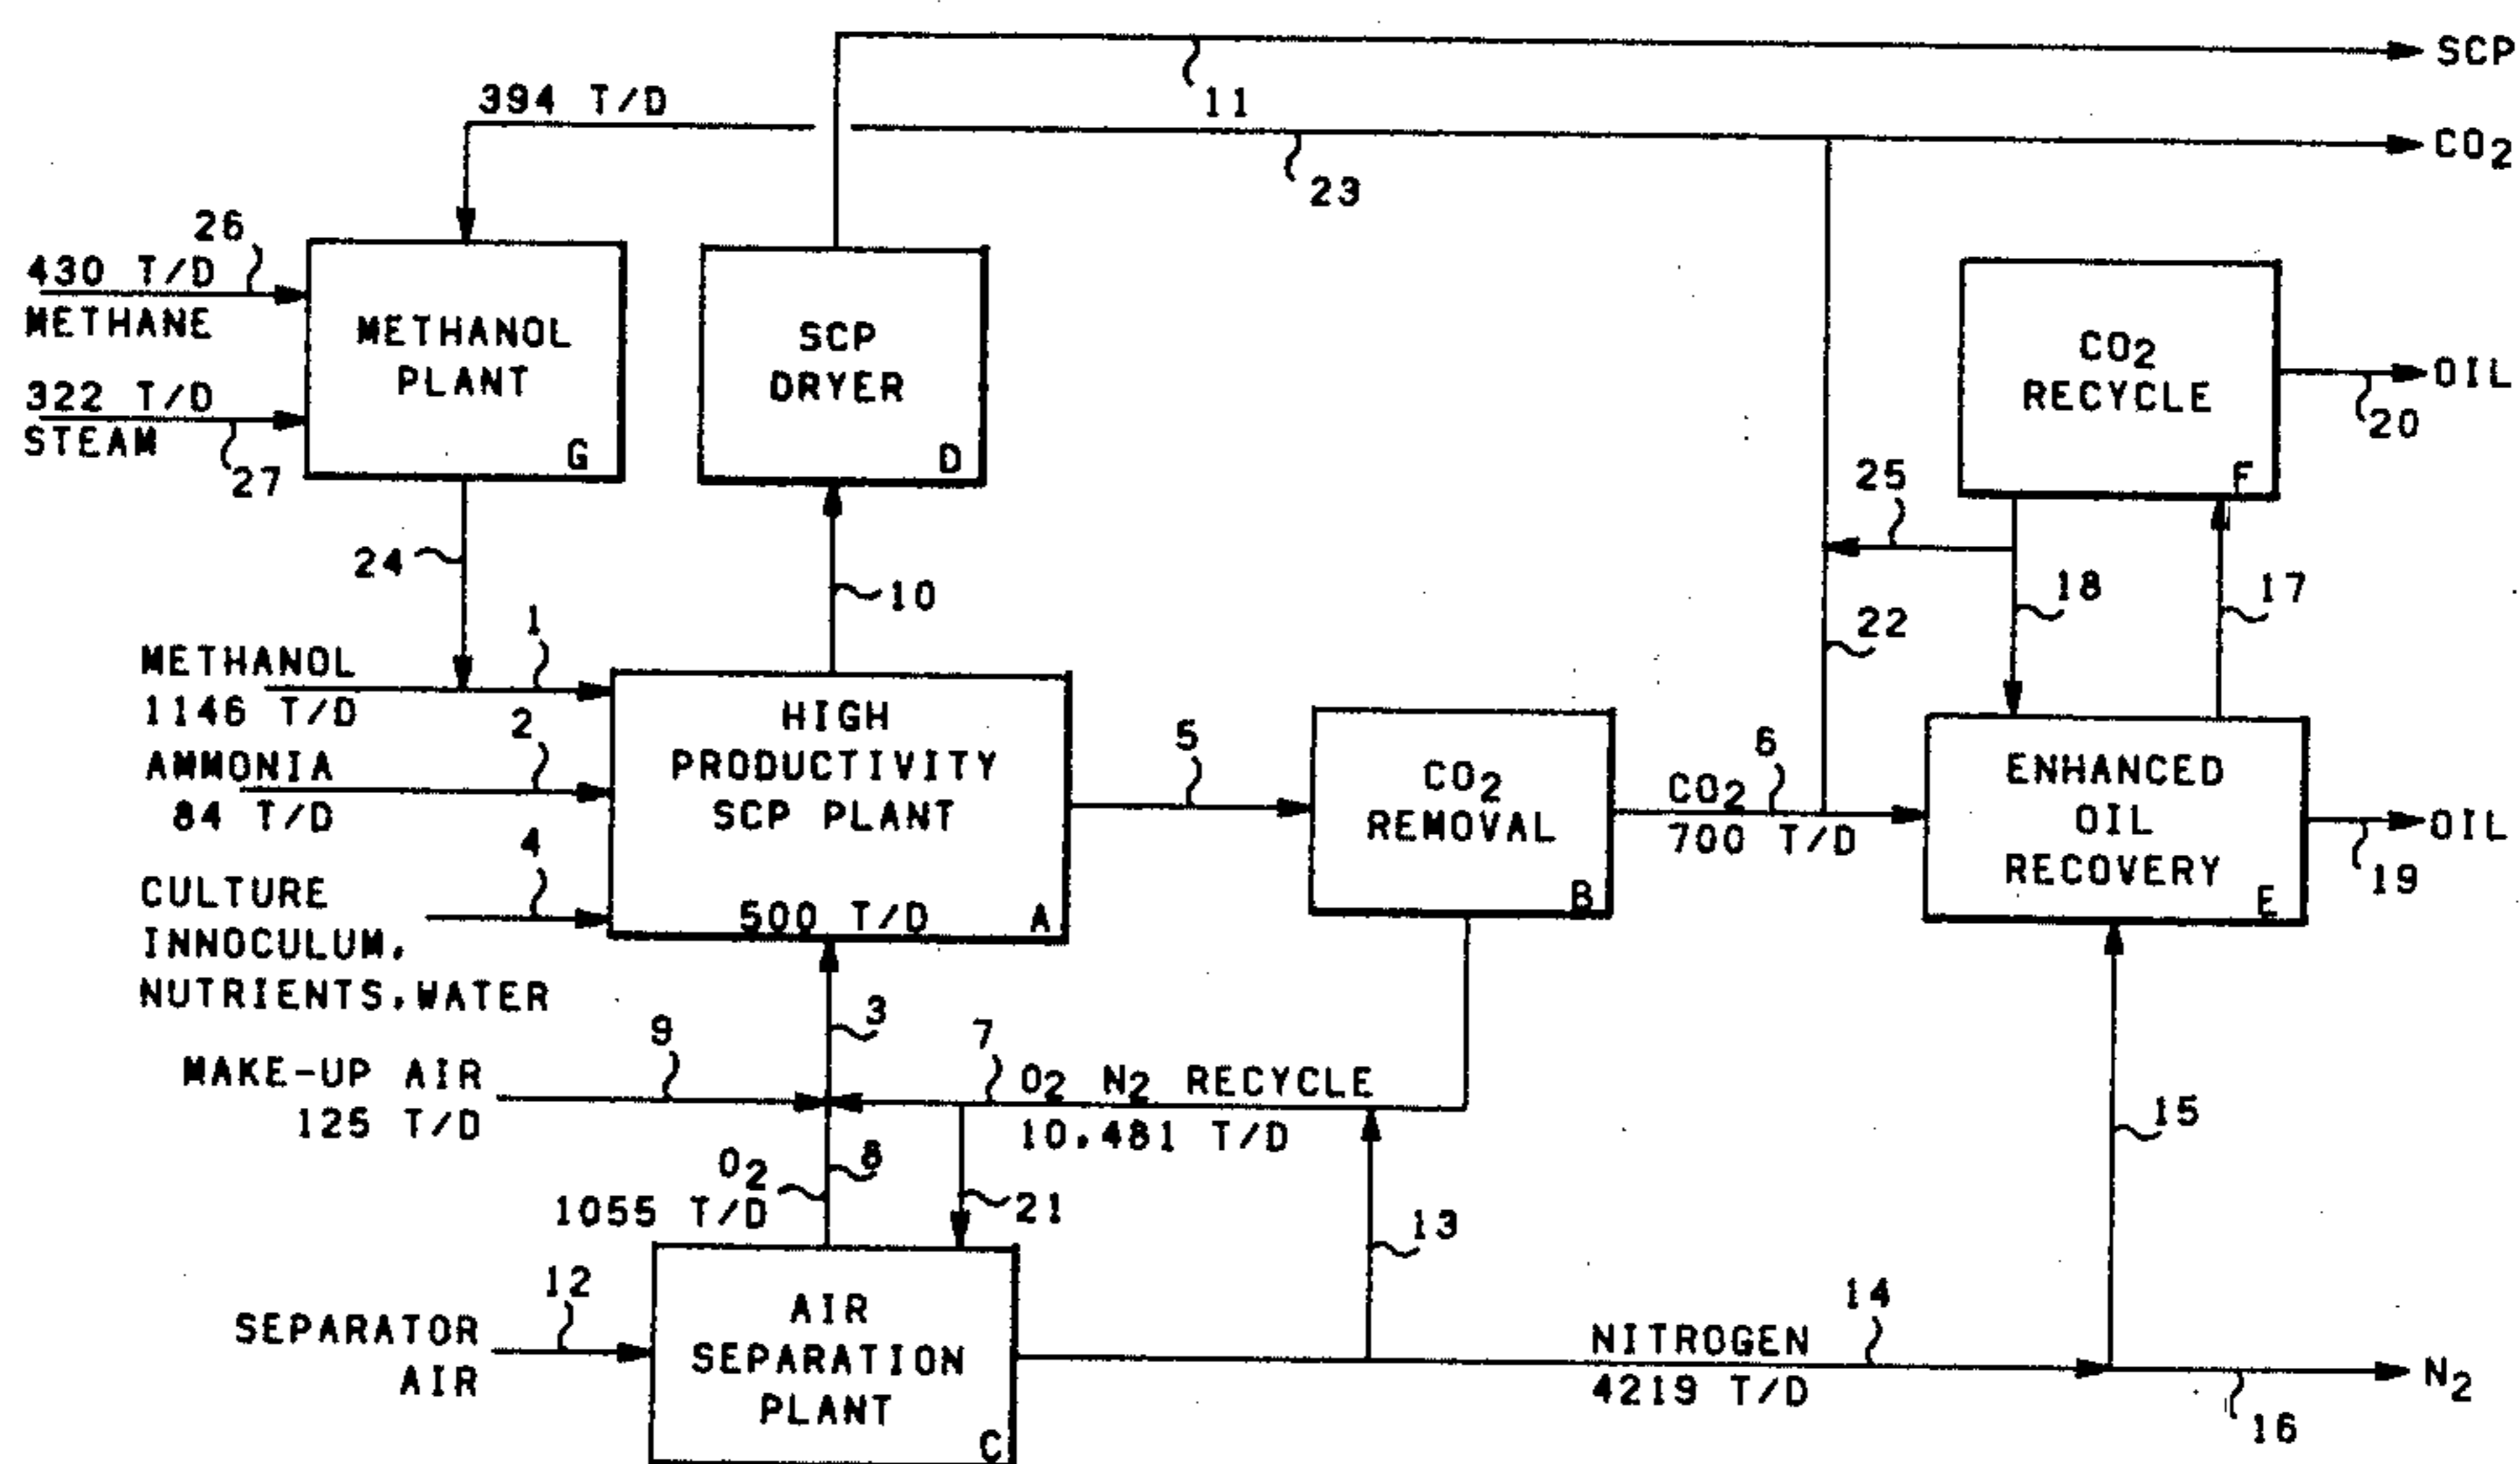 SCP
11
394 T/D
CO2
23
26
430 T/D
METHANE
METHANOL
PLANT
G
322 T/D
STEAM
27
SCP
DRYER
D
CO2
RECYCLE
F
OIL
20
25
24
10
18
17
22
1
METHANOL
1146 T/D
2
AMMONIA
84 T/D
4
CULTURE
INNOCULUM,
NUTRIENTS,WATER
HIGH
PRODUCTIVITY
SCP PLANT
500 T/D
A
5
CO2
REMOVAL
B
6
CO2
700 T/D
ENHANCED
OIL
RECOVERY
E
OIL
19
3
9
MAKE-UP AIR
125 T/D
7
O2 N2 RECYCLE
10,481 T/D
15
O2
1055 T/D
8
21
13
12
SEPARATOR
AIR
AIR
SEPARATION
PLANT
C
14
NITROGEN
4219 T/D
N2
16